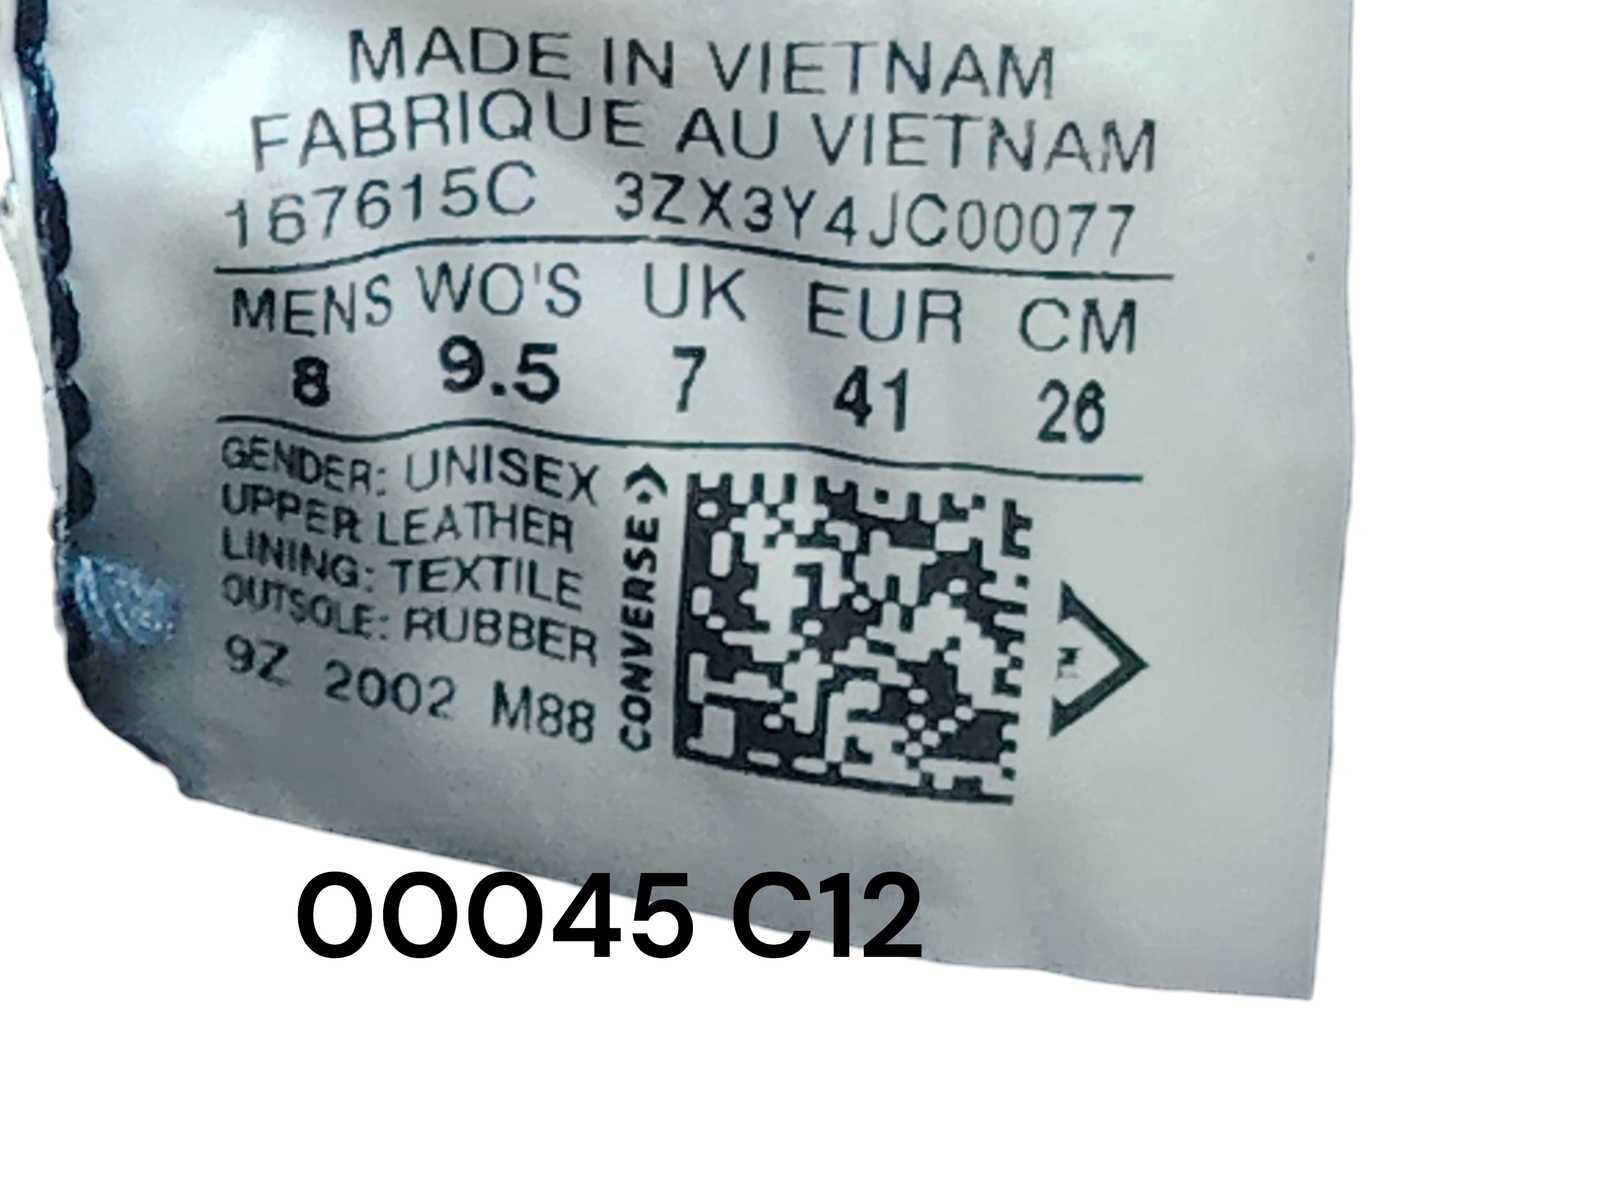 MADE IN VIETNAM
FABRIQUE AU VIETNAM
167615C 3ZX3Y4JC00077
MENS WO'S UK EUR CM
8 9.5 7 41 26
GENDER: UNISEX
UPPER LEATHER
LINING: TEXTILE
OUTSOLE: RUBBER
9Z 2002 M88
CONVERSE
00045 C12